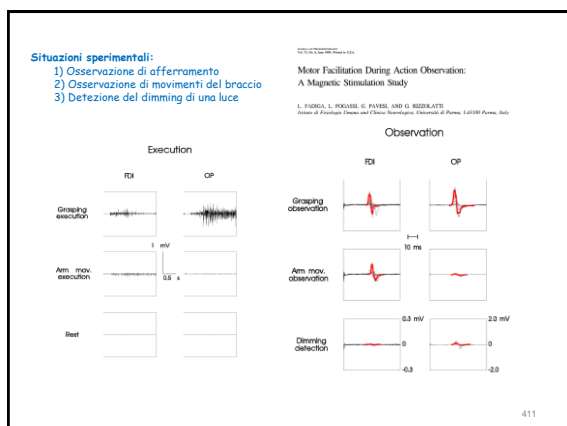 Situazioni sperimentali:
1) Osservazione di afferramento
2) Osservazione di movimenti del braccio
3) Detezione del dimming di una luce
Motor Facilitation During Action Observation:
A Magnetic Stimulation Study
L. FADIGA, L. FOGASSI, G. PAVESI, AND G. RIZZOLATTI
Istituto di Fisiologia Umana and Clinica Neurologica, Università di Parma, I-43100 Parma, Italy
Execution
FDI OP
Grasping
execution
1 mV
0.5 s
Arm mov.
execution
Rest
Observation
FDI OP
Grasping
observation
10 ms
Arm mov.
observation
Dimming
detection
0.3 mV
0
-0.3
2.0 mV
0
-2.0
411